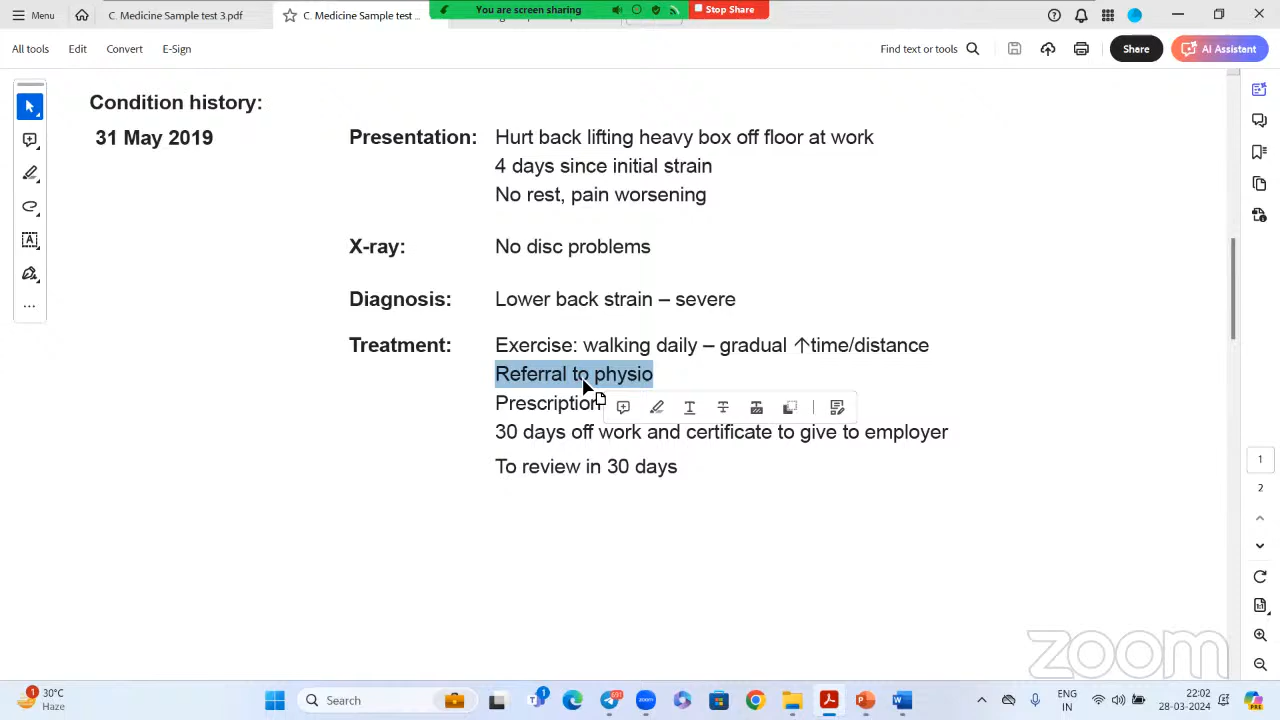 C. Medicine Sample test 3.pdf
C. Medicine Sample test ...
You are screen sharing
Stop Share
All tools
Edit
Convert
E-Sign
Find text or tools
Share
AI Assistant
Condition history:
31 May 2019
Presentation: Hurt back lifting heavy box off floor at work
4 days since initial strain
No rest, pain worsening
X-ray: No disc problems
Diagnosis: Lower back strain – severe
Treatment: Exercise: walking daily – gradual ↑time/distance
Referral to physio
Prescription
30 days off work and certificate to give to employer
To review in 30 days
1
2
zoom
1
30°C
Haze
Search
1
691
zoom
ENG
IN
22:02
28-03-2024
PRE